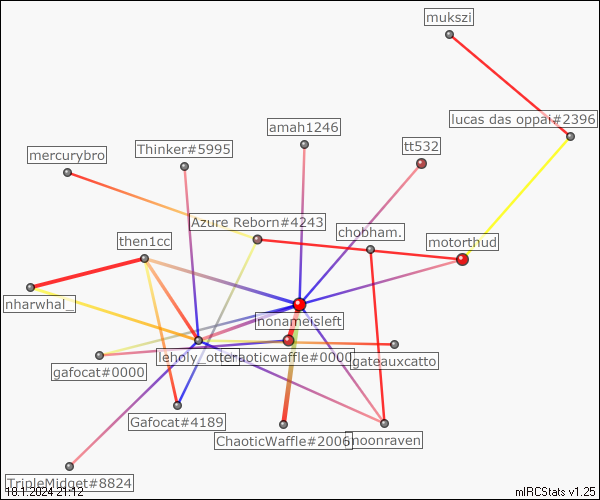 mukszi
lucas das oppai#2396
amah1246
Thinker#5995
tt532
mercurybro
Azure Reborn#4243
chobham.
then1cc
motorthud
nharwhal_
nonameisleft
leholy_otter
chaoticwaffle#0000
gateauxcatto
gafocat#0000
Gafocat#4189
ChaoticWaffle#2006
moonraven
TripleMidget#8824
18.1.2024 21:12
mIRCStats v1.25